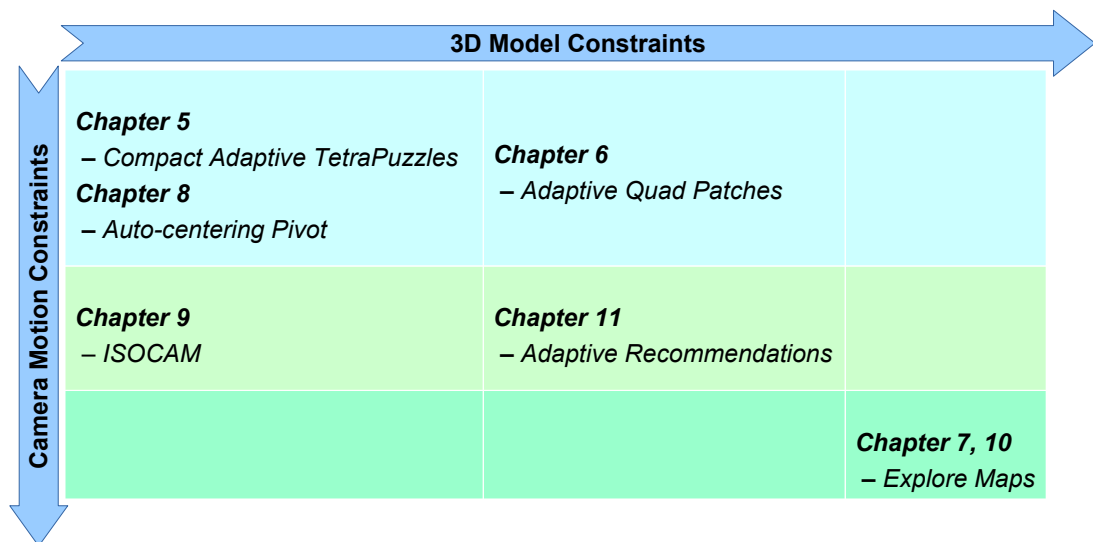 3D Model Constraints
Camera Motion Constraints
Chapter 5
– Compact Adaptive TetraPuzzles
Chapter 8
– Auto-centering Pivot
Chapter 6
– Adaptive Quad Patches
Chapter 9
– ISOCAM
Chapter 11
– Adaptive Recommendations
Chapter 7, 10
– Explore Maps